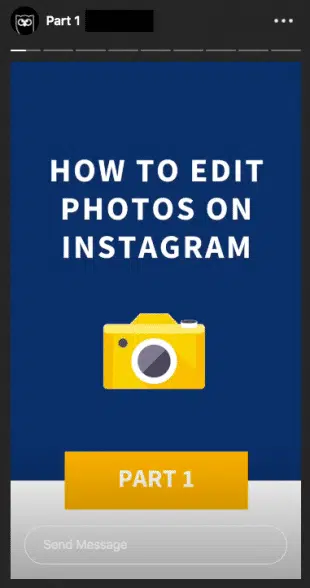 Part 1
HOW TO EDIT
PHOTOS ON
INSTAGRAM
PART 1
Send Message